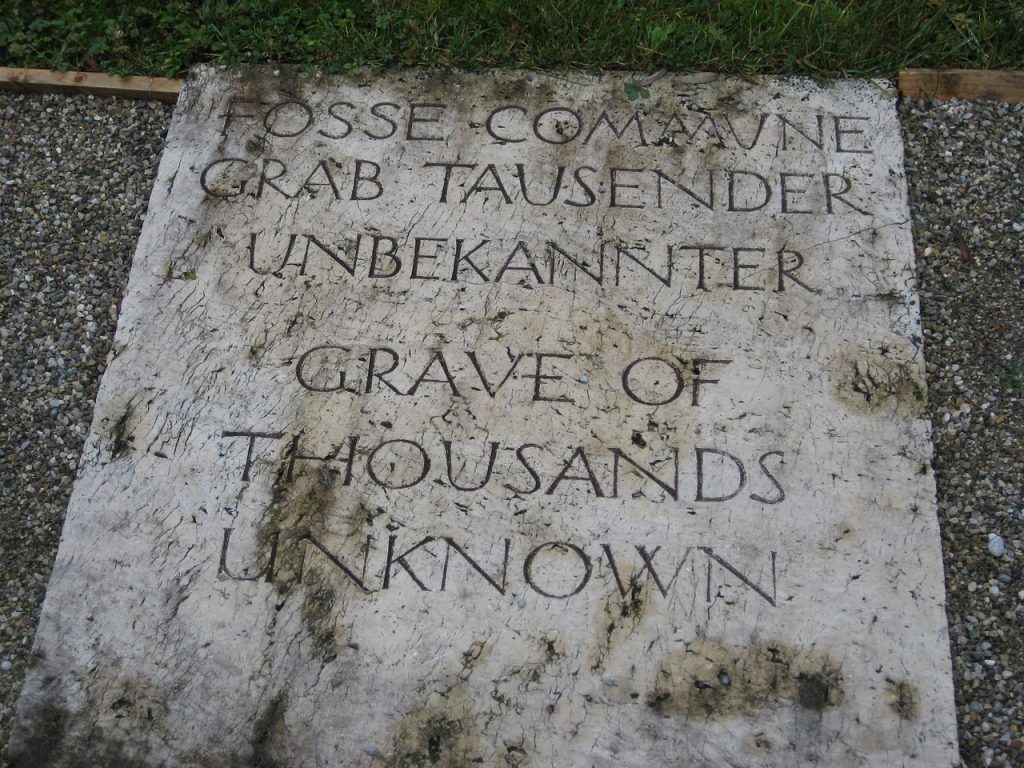 FOSSE COMMUNE
GRAB TAUSENDER
UNBEKANNTER
GRAVE OF
THOUSANDS
UNKNOWN